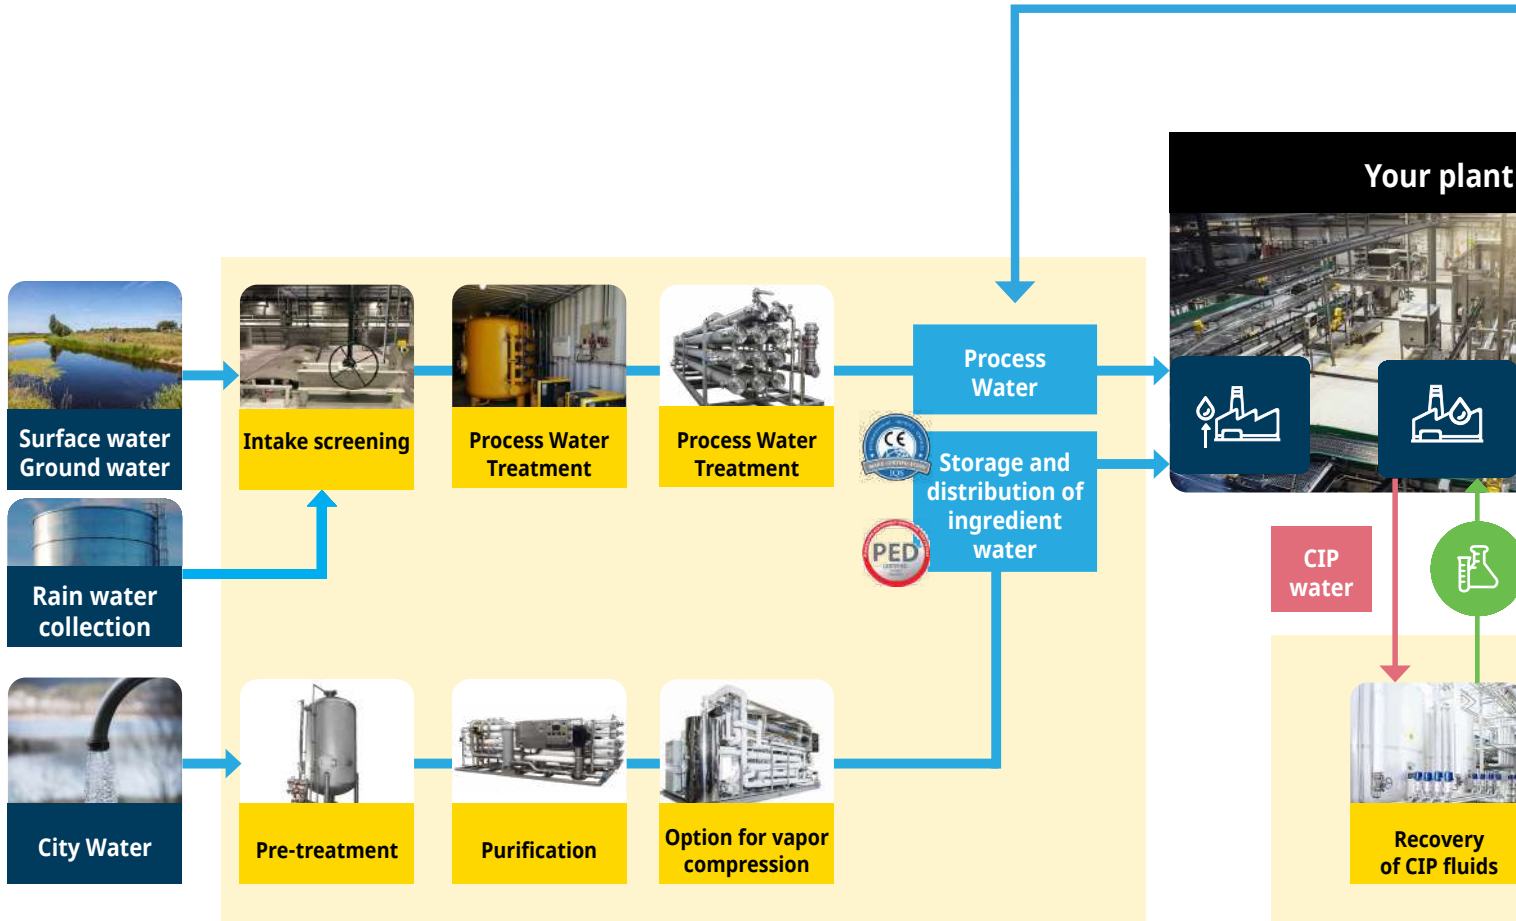 Your plant
Surface water
Ground water
Intake screening
Process Water
Treatment
Process Water
Treatment
Process
Water
CE
Storage and
distribution of
ingredient
water
PED
CERTIFIED
Rain water
collection
CIP
water
City Water
Pre-treatment
Purification
Option for vapor
compression
Recovery
of CIP fluids